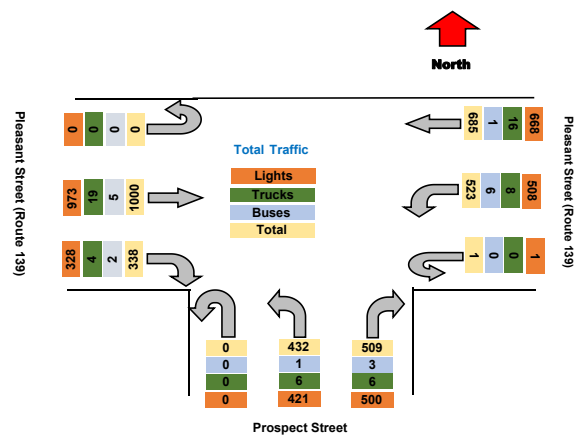 North
Pleasant Street (Route 139)
0 0 0 0
973 19 5 1000
328 4 2 338
Total Traffic
Lights
Trucks
Buses
Total
685 1 16 668
523 6 8 508
1 0 0 1
Pleasant Street (Route 139)
0 432 509
0 1 3
0 6 6
0 421 500
Prospect Street